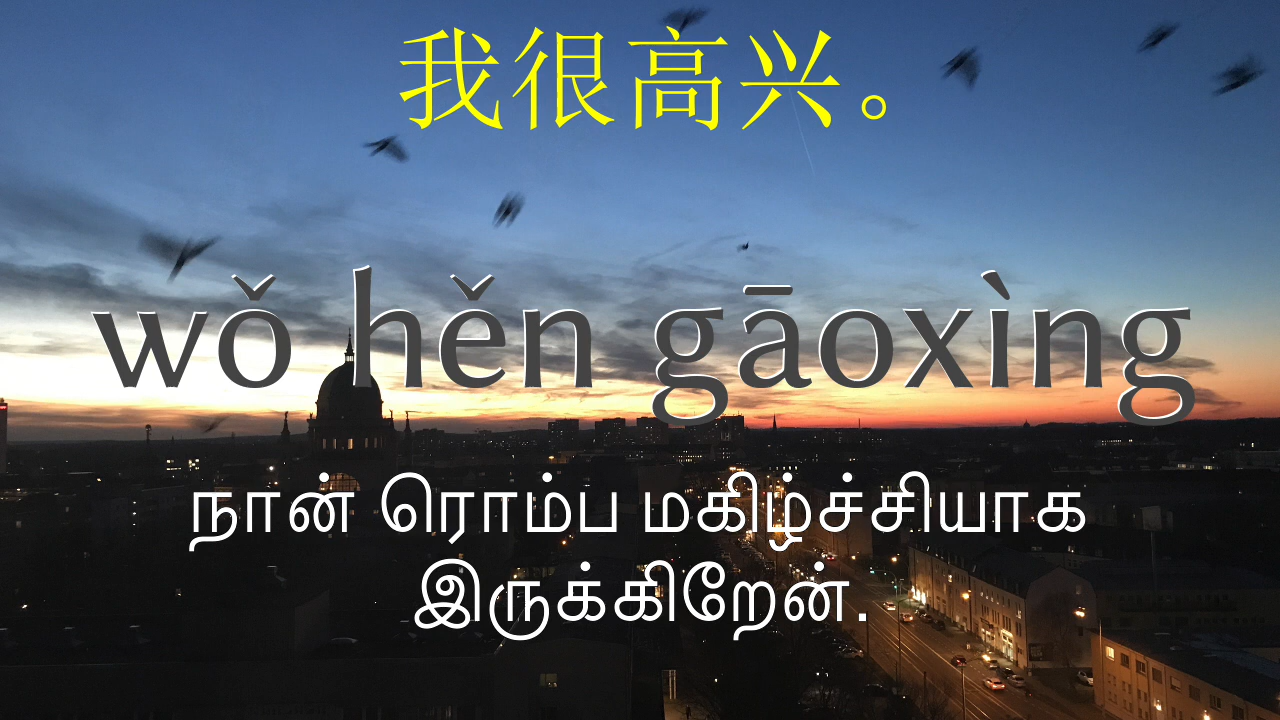 我很高兴。
wǒ hěn gāoxìng
நான் ரொம்ப மகிழ்ச்சியாக
இருக்கிறேன்.